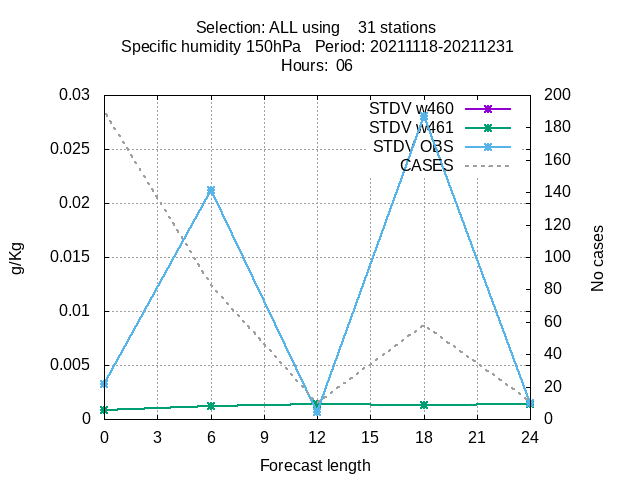 Selection: ALL using    31 stations
Specific humidity 150hPa   Period: 20211118-20211231
Hours:  06
0.03
0.025
0.02
0.015
0.01
0.005
0
g/Kg
STDV w460
STDV w461
STDV OBS
CASES
200
180
160
140
120
100
80
60
40
20
0
No cases
0 3 6 9 12 15 18 21 24
Forecast length